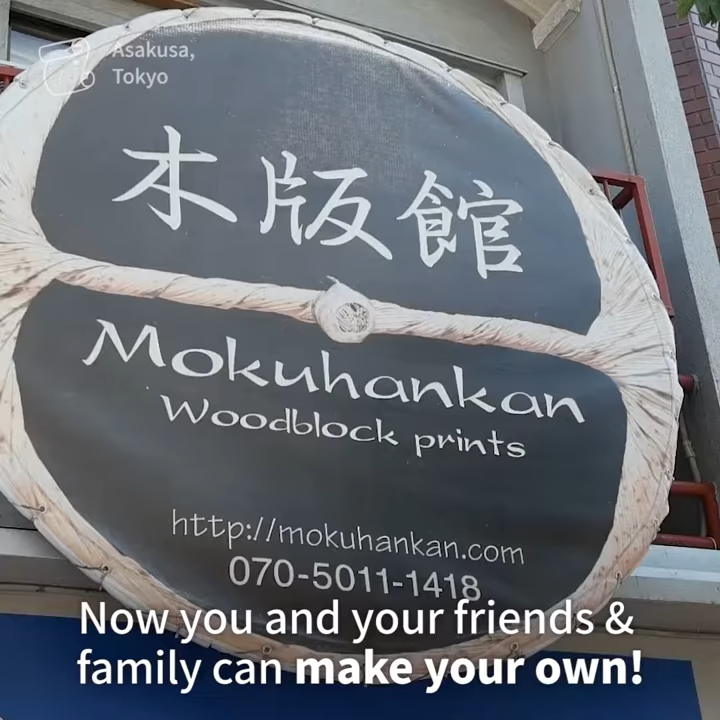 Asakusa,
Tokyo
木版館
Mokuhankan
Woodblock prints
http://mokuhankan.com
070-5011-1418
Now you and your friends &
family can make your own!